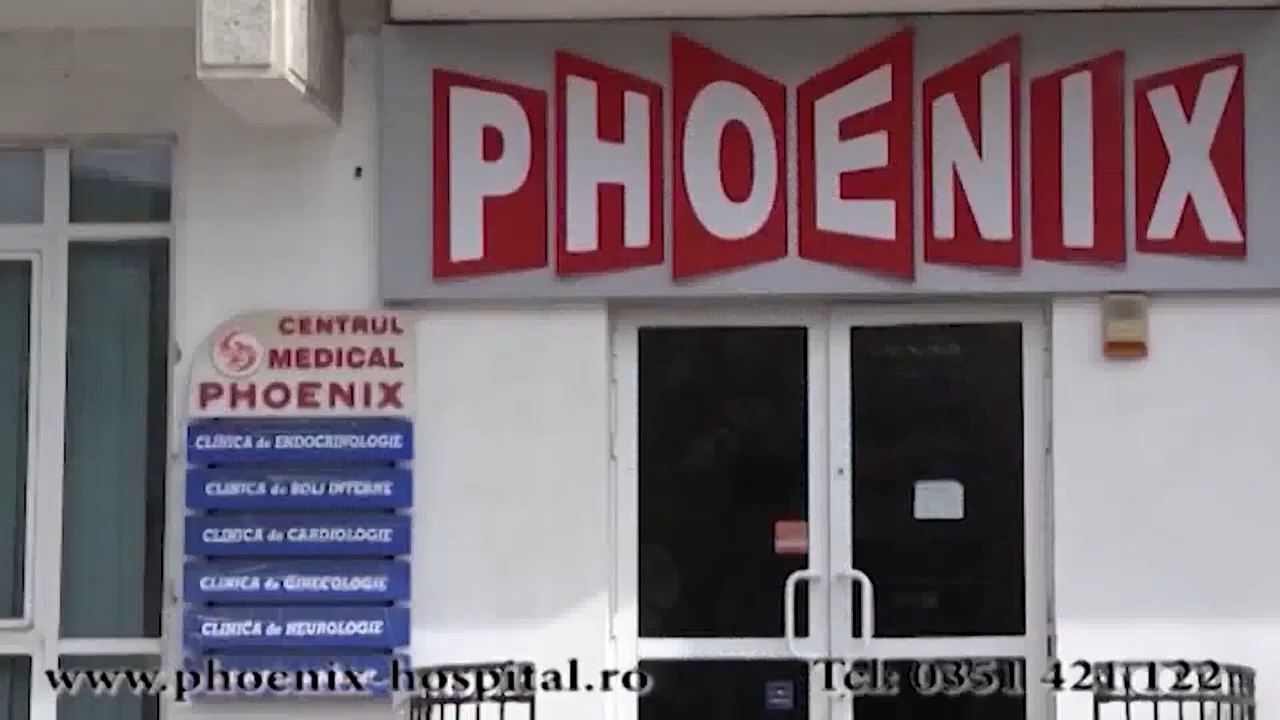 PHOENIX
CENTRUL
MEDICAL
PHOENIX
CLINICA de ENDOCRINOLOGIE
CLINICA de BOLI INTERNE
CLINICA de CARDIOLOGIE
CLINICA de GINECOLOGIE
CLINICA de NEUROLOGIE
www.phoenix-hospital.ro
Tel: 0351 421 122